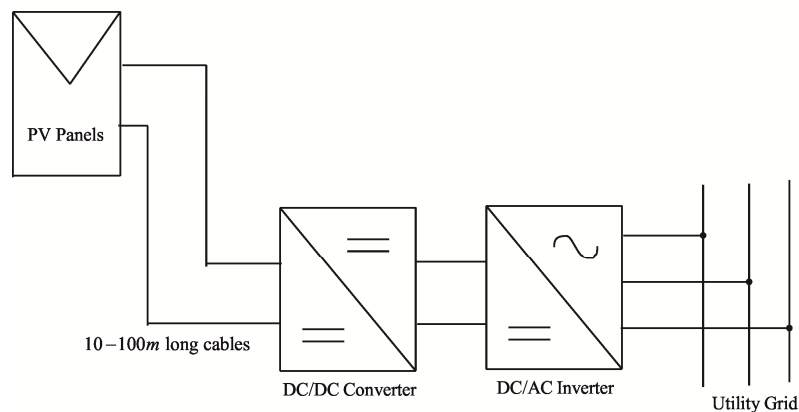 PV Panels
10–100m long cables
DC/DC Converter
DC/AC Inverter
Utility Grid